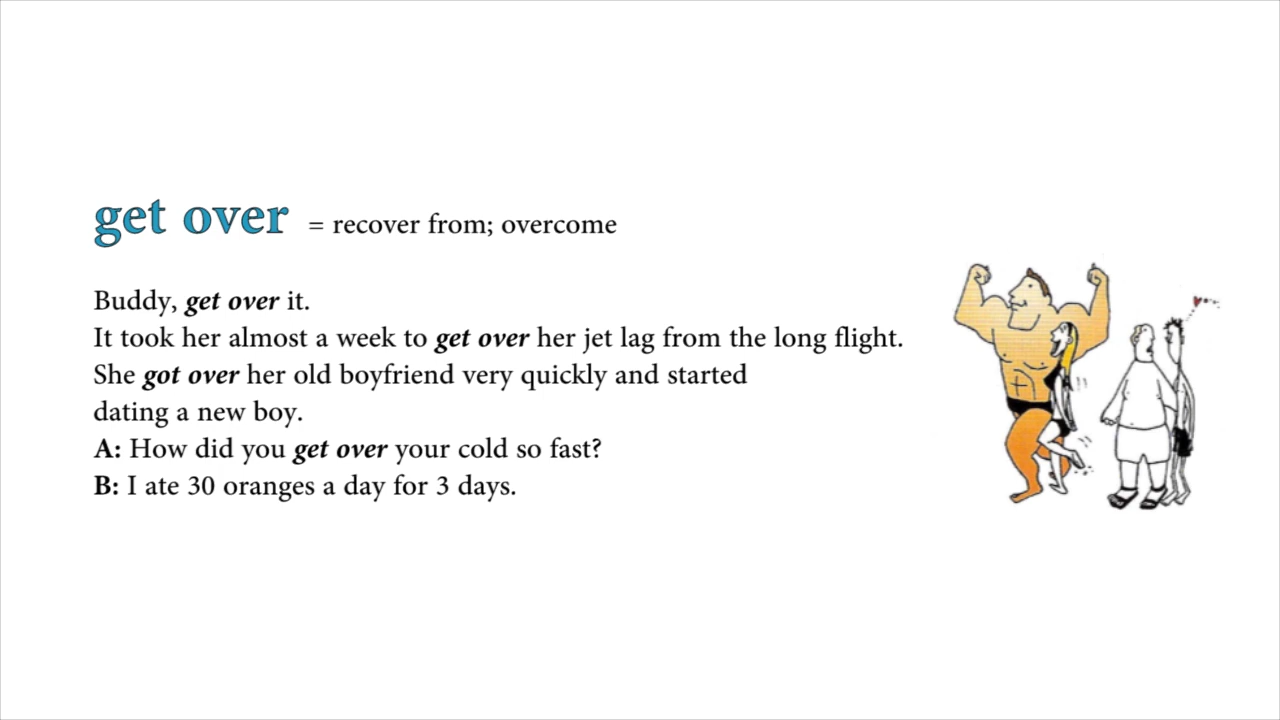 get over = recover from; overcome
Buddy, get over it.
It took her almost a week to get over her jet lag from the long flight.
She got over her old boyfriend very quickly and started
dating a new boy.
A: How did you get over your cold so fast?
B: I ate 30 oranges a day for 3 days.